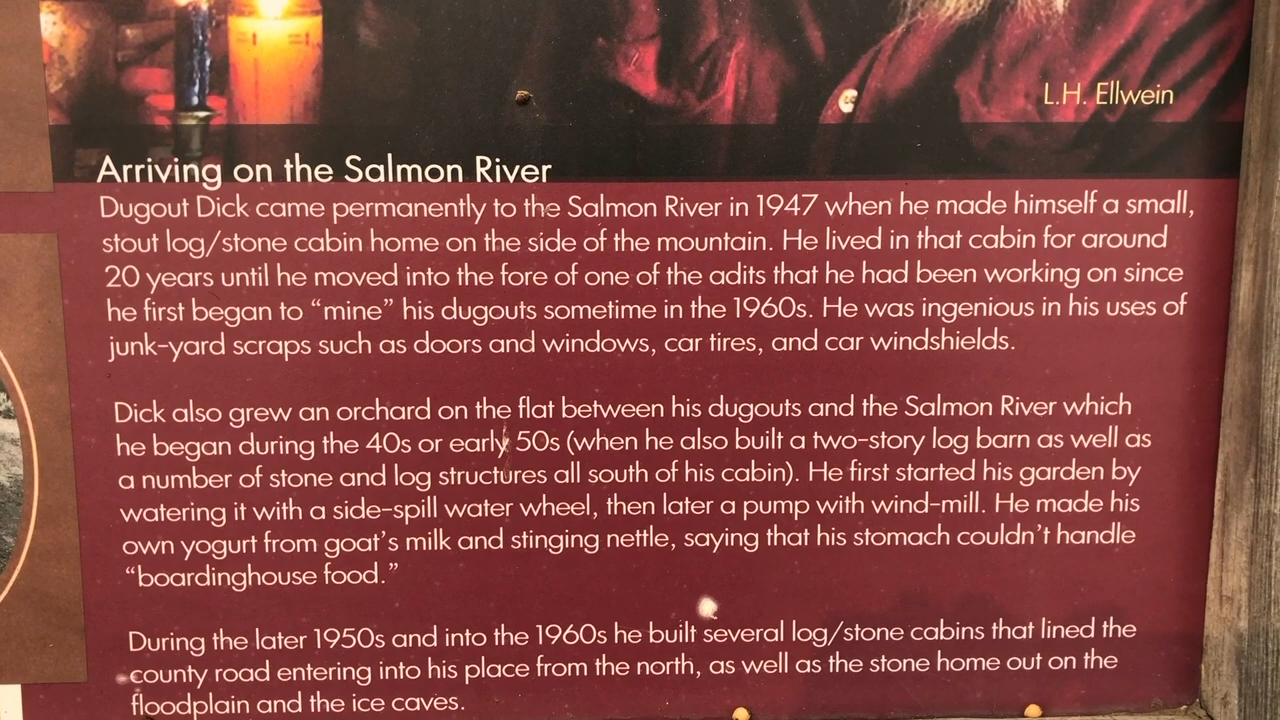 L.H. Ellwein
Arriving on the Salmon River
Dugout Dick came permanently to the Salmon River in 1947 when he made himself a small,
stout log/stone cabin home on the side of the mountain. He lived in that cabin for around
20 years until he moved into the fore of one of the adits that he had been working on since
he first began to “mine” his dugouts sometime in the 1960s. He was ingenious in his uses of
junk-yard scraps such as doors and windows, car tires, and car windshields.
Dick also grew an orchard on the flat between his dugouts and the Salmon River which
he began during the 40s or early 50s (when he also built a two-story log barn as well as
a number of stone and log structures all south of his cabin). He first started his garden by
watering it with a side-spill water wheel, then later a pump with wind-mill. He made his
own yogurt from goat’s milk and stinging nettle, saying that his stomach couldn’t handle
“boardinghouse food.”
During the later 1950s and into the 1960s he built several log/stone cabins that lined the
county road entering into his place from the north, as well as the stone home out on the
floodplain and the ice caves.